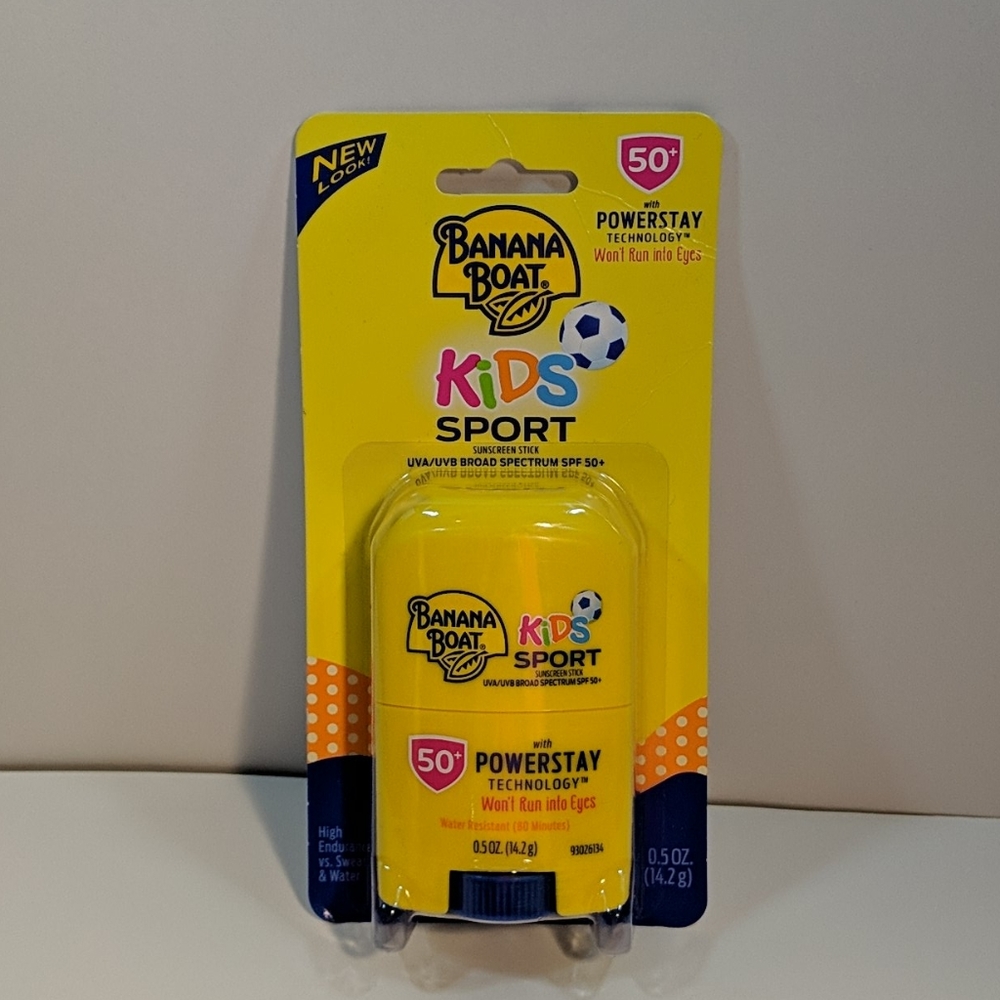 NEW
LOOK!
50+
with
POWERSTAY
TECHNOLOGY™
Won't Run into Eyes
BANANA
BOAT®
KiDS
SPORT
SUNSCREEN STICK
UVA/UVB BROAD SPECTRUM SPF 50+
BANANA
BOAT®
KiDS
SPORT
SUNSCREEN STICK
UVA/UVB BROAD SPECTRUM SPF 50+
50+
with
POWERSTAY
TECHNOLOGY™
Won't Run into Eyes
Water Resistant (80 Minutes)
0.5 OZ. (14.2 g)
93026134
High
Endurance
vs. Sweat
& Water
0.5 OZ.
(14.2 g)